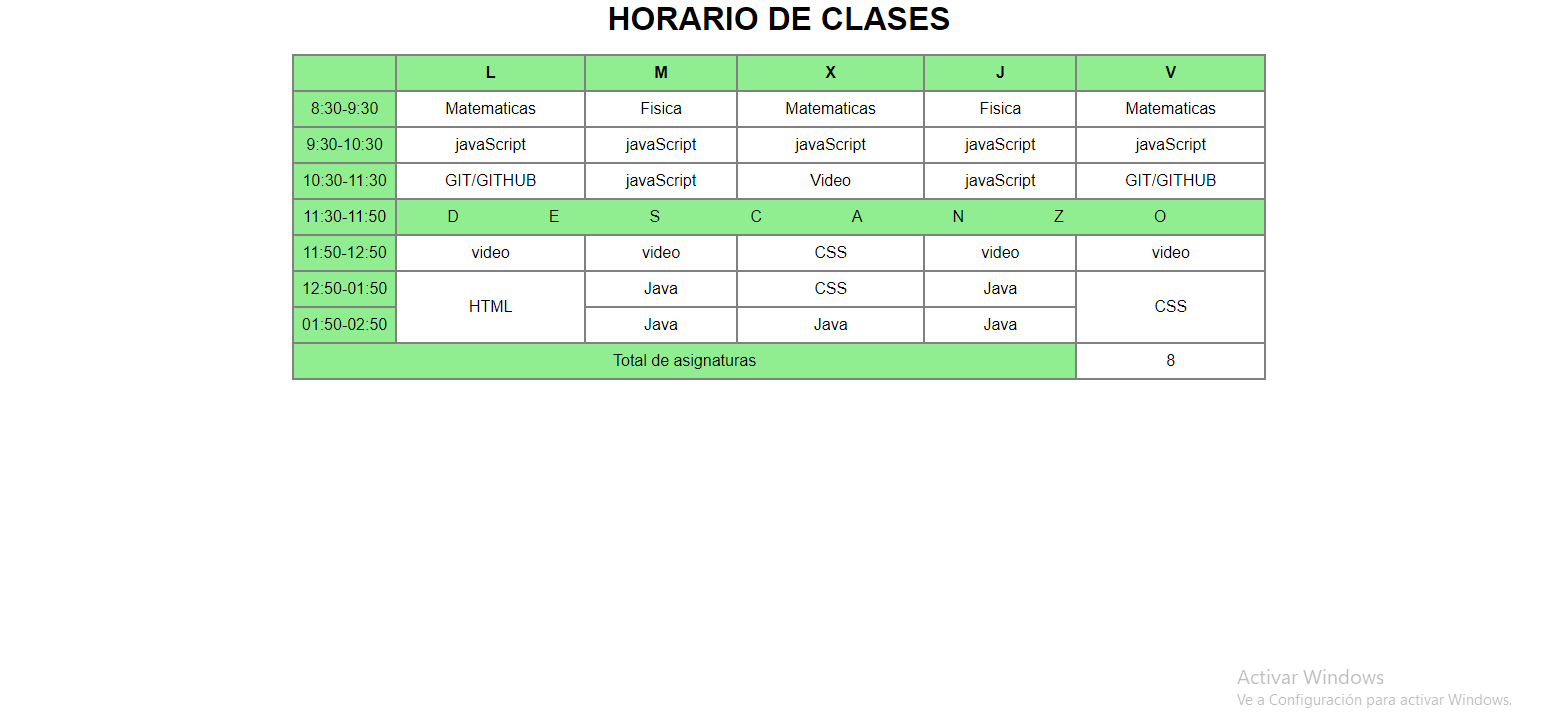 HORARIO DE CLASES
L M X J V
8:30-9:30 Matematicas Fisica Matematicas Fisica Matematicas
9:30-10:30 javaScript javaScript javaScript javaScript javaScript
10:30-11:30 GIT/GITHUB javaScript Video javaScript GIT/GITHUB
11:30-11:50 D E S C A N Z O
11:50-12:50 video video CSS video video
12:50-01:50 HTML Java CSS Java CSS
01:50-02:50 Java Java Java
Total de asignaturas 8
Activar Windows
Ve a Configuración para activar Windows.